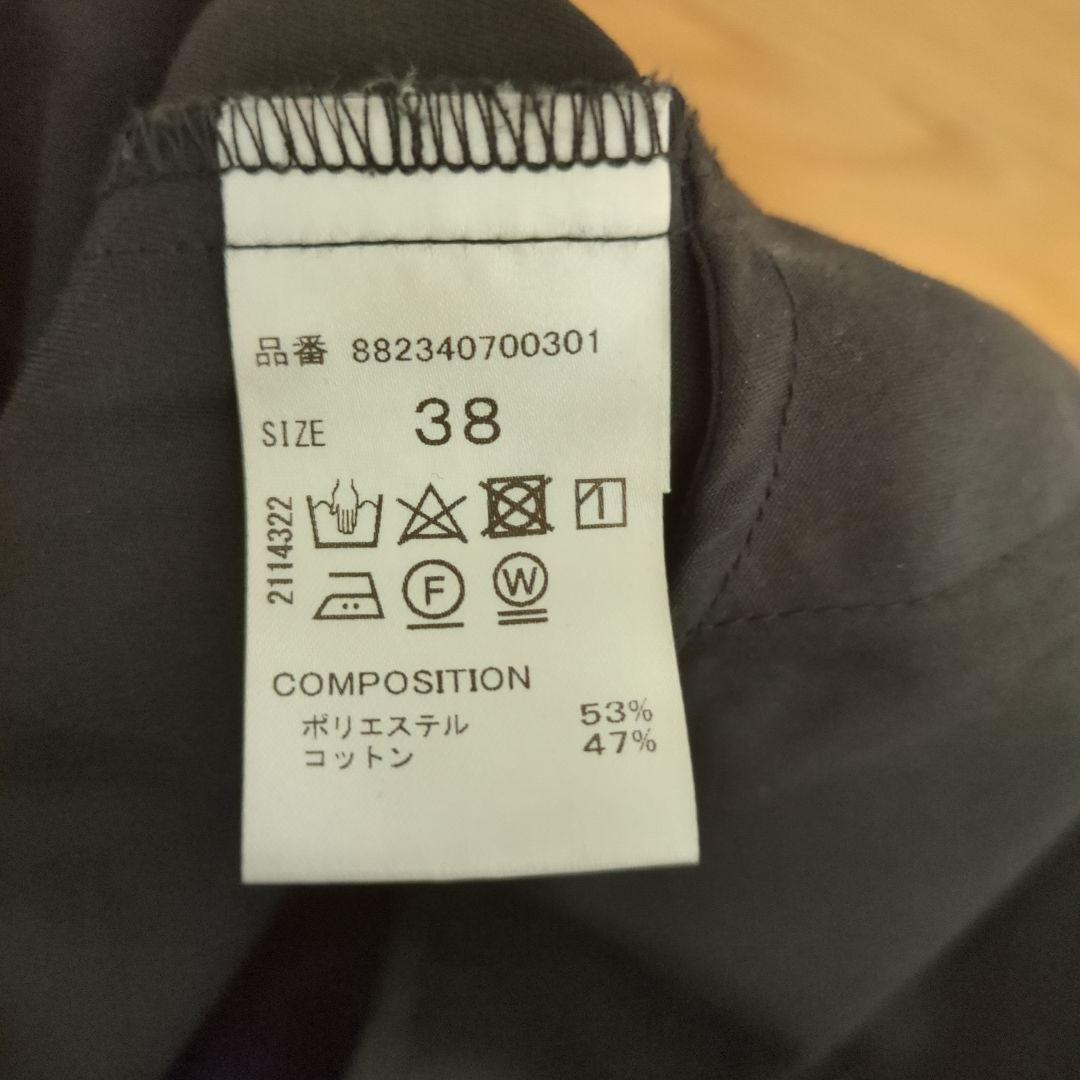 品番 882340700301
SIZE 38
2114322
F W
COMPOSITION
ポリエステル 53%
コットン 47%